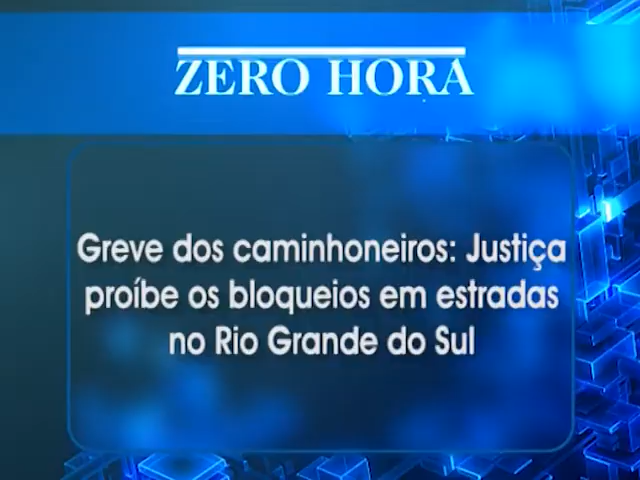 ZERO HORA
Greve dos caminhoneiros: Justiça
proíbe os bloqueios em estradas
no Rio Grande do Sul